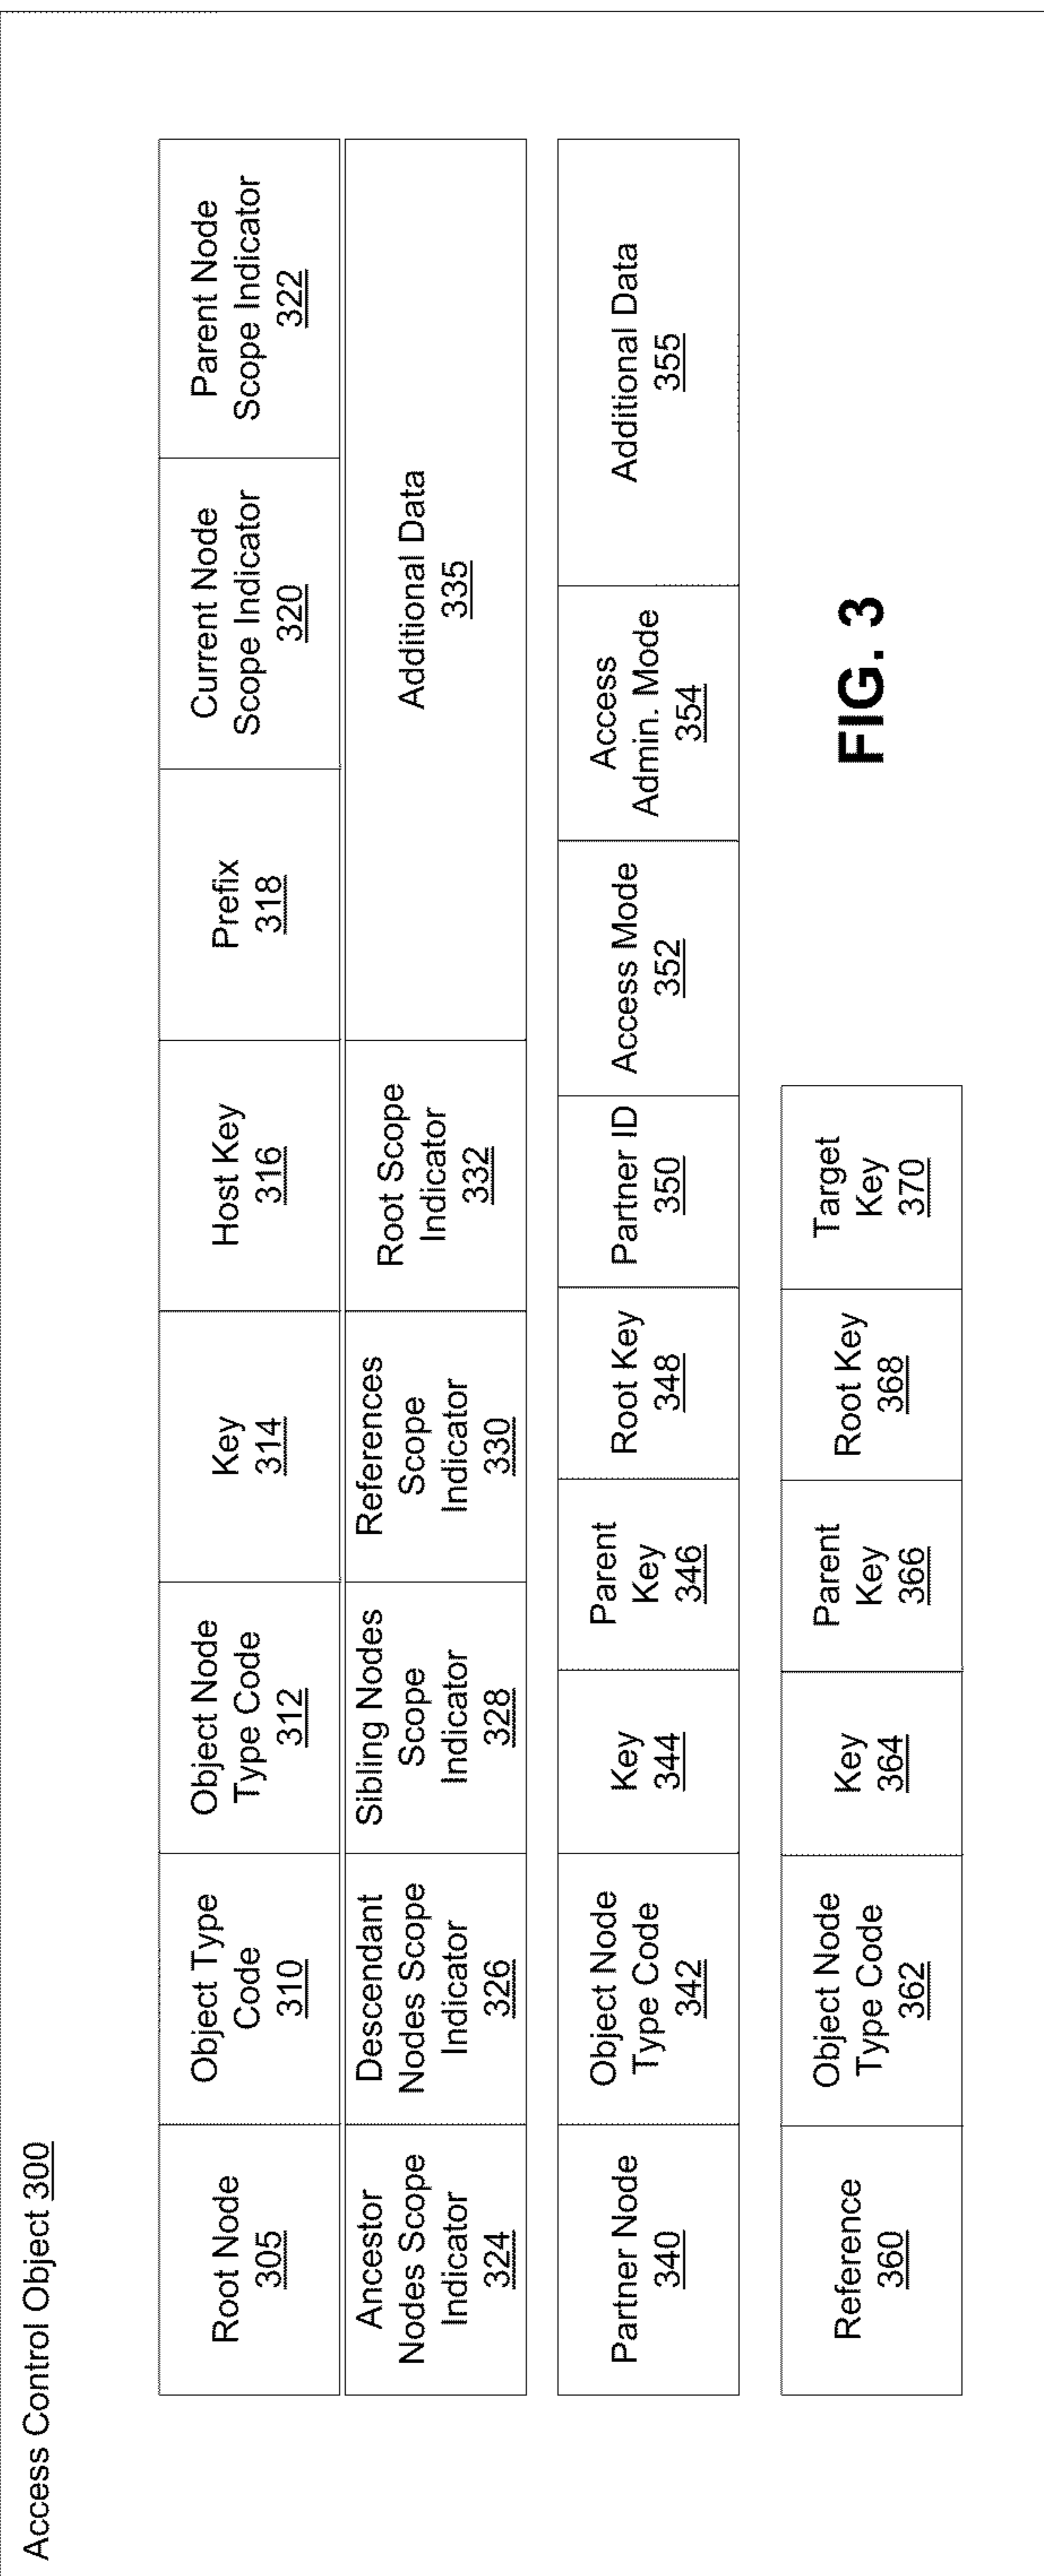 Access Control Object 300
Root Node
305
Object Type
Code
310
Object Node
Type Code
312
Key
314
Host Key
316
Prefix
318
Current Node
Scope Indicator
320
Parent Node
Scope Indicator
322
Ancestor
Nodes Scope
Indicator
324
Descendant
Nodes Scope
Indicator
326
Sibling Nodes
Scope
Indicator
328
References
Scope
Indicator
330
Root Scope
Indicator
332
Additional Data
335
Partner Node
340
Object Node
Type Code
342
Key
344
Parent
Key
346
Root Key
348
Partner ID
350
Access Mode
352
Access
Admin. Mode
354
Additional Data
355
Reference
360
Object Node
Type Code
362
Key
364
Parent
Key
366
Root Key
368
Target
Key
370
FIG. 3